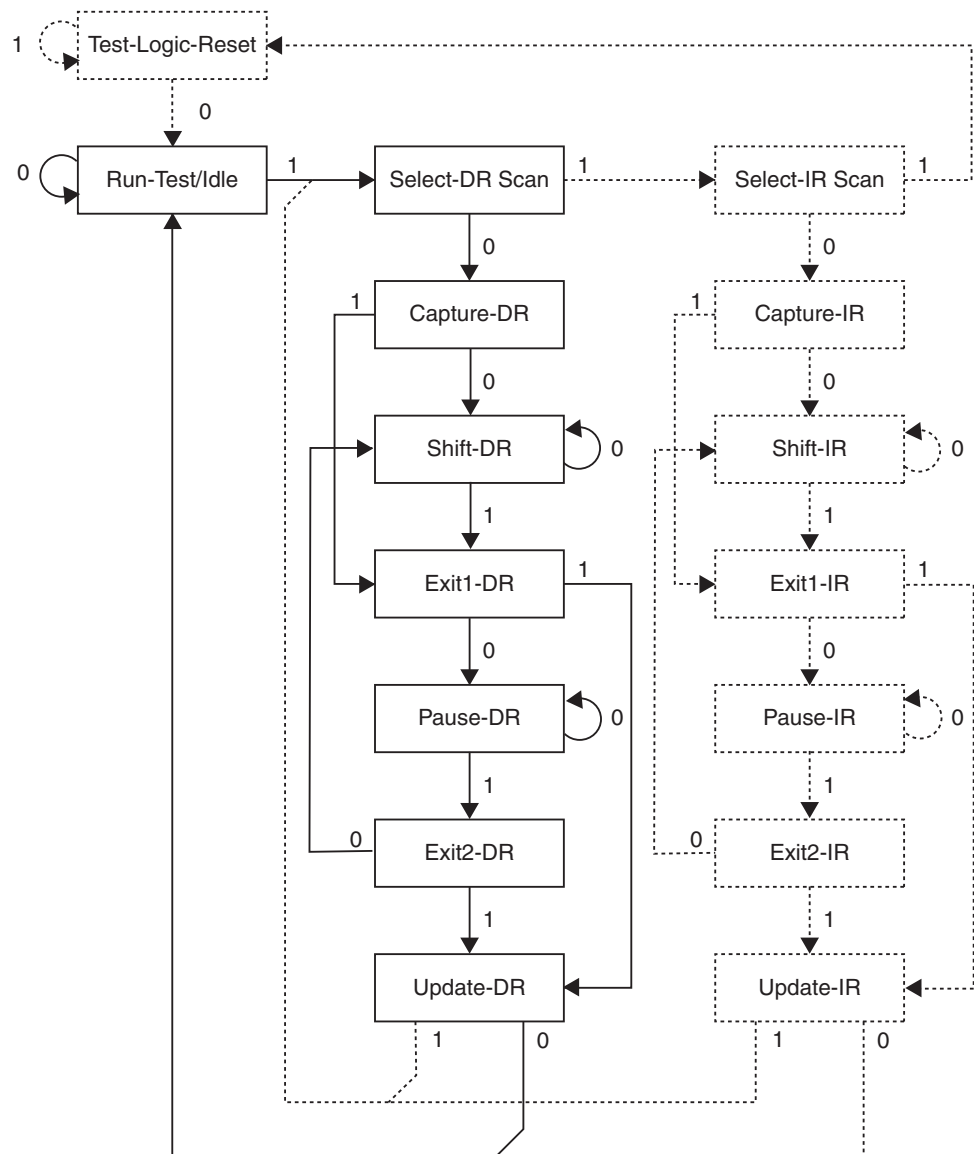 1
Test-Logic-Reset
0
0
Run-Test/Idle
1
Select-DR Scan
1
Select-IR Scan
1
0
0
1
Capture-DR
1
Capture-IR
0
0
Shift-DR
0
Shift-IR
0
1
1
Exit1-DR
1
Exit1-IR
1
0
0
Pause-DR
0
Pause-IR
0
1
1
0
Exit2-DR
0
Exit2-IR
1
1
Update-DR
Update-IR
1
0
1
0